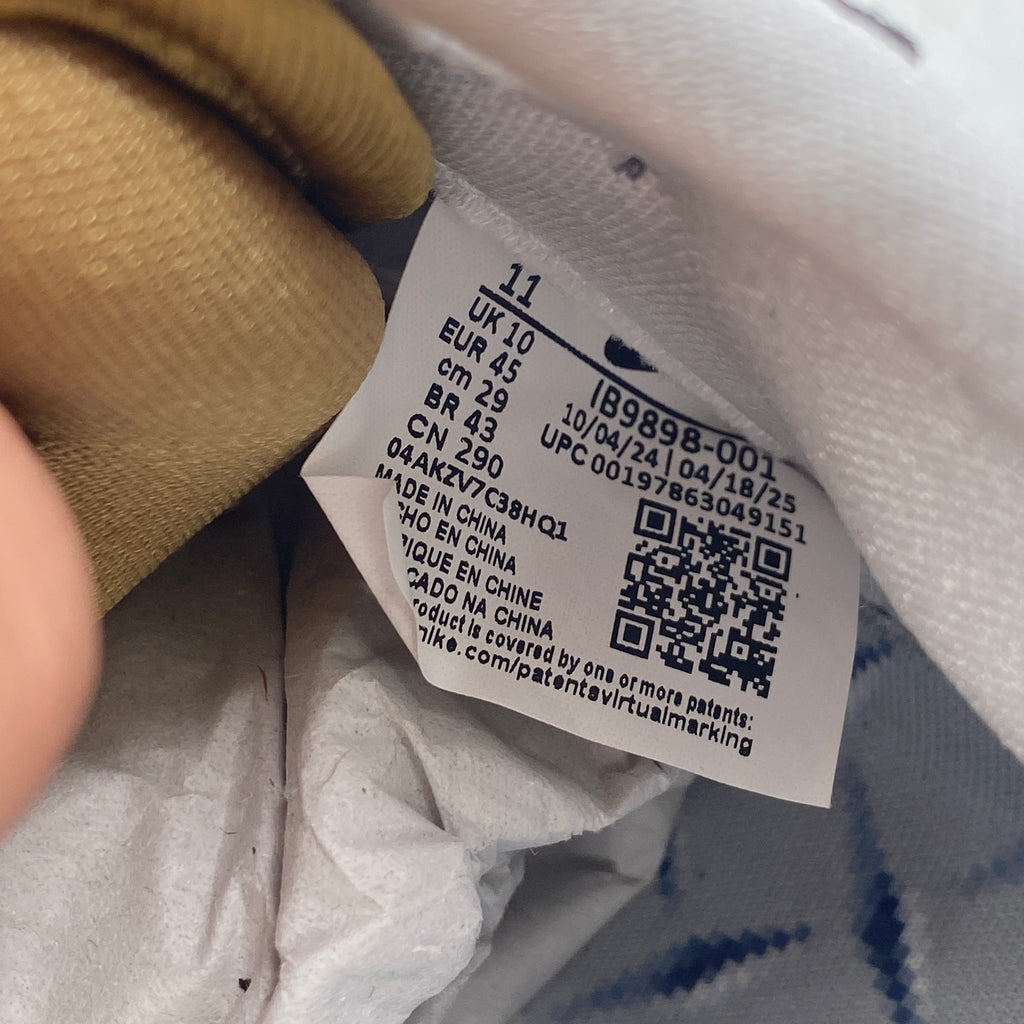 11
UK 10
EUR 45
cm 29
BR 43
CN 290
IB9898-001
10/04/24 | 04/18/25
UPC 00197863049151
04AKZV7C38HQ1
MADE IN CHINA
CHO EN CHINA
RIQUE EN CHINE
CADO NA CHINA
roduct is covered by one or more patents:
nike.com/patentsvirtualmarking